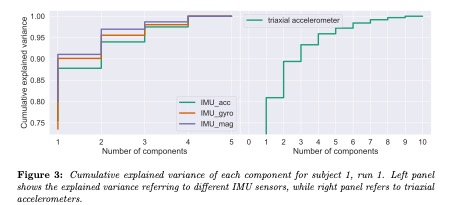 1.00
0.95
0.90
0.85
0.80
0.75
Cumulative explained variance
IMU_acc
IMU_gyro
IMU_mag
1 2 3 4 5
Number of components
triaxial accelerometer
0 1 2 3 4 5 6 7 8 9 10
Number of components
Figure 3: Cumulative explained variance of each component for subject 1, run 1. Left panel
shows the explained variance referring to different IMU sensors, while right panel refers to triaxial
accelerometers.